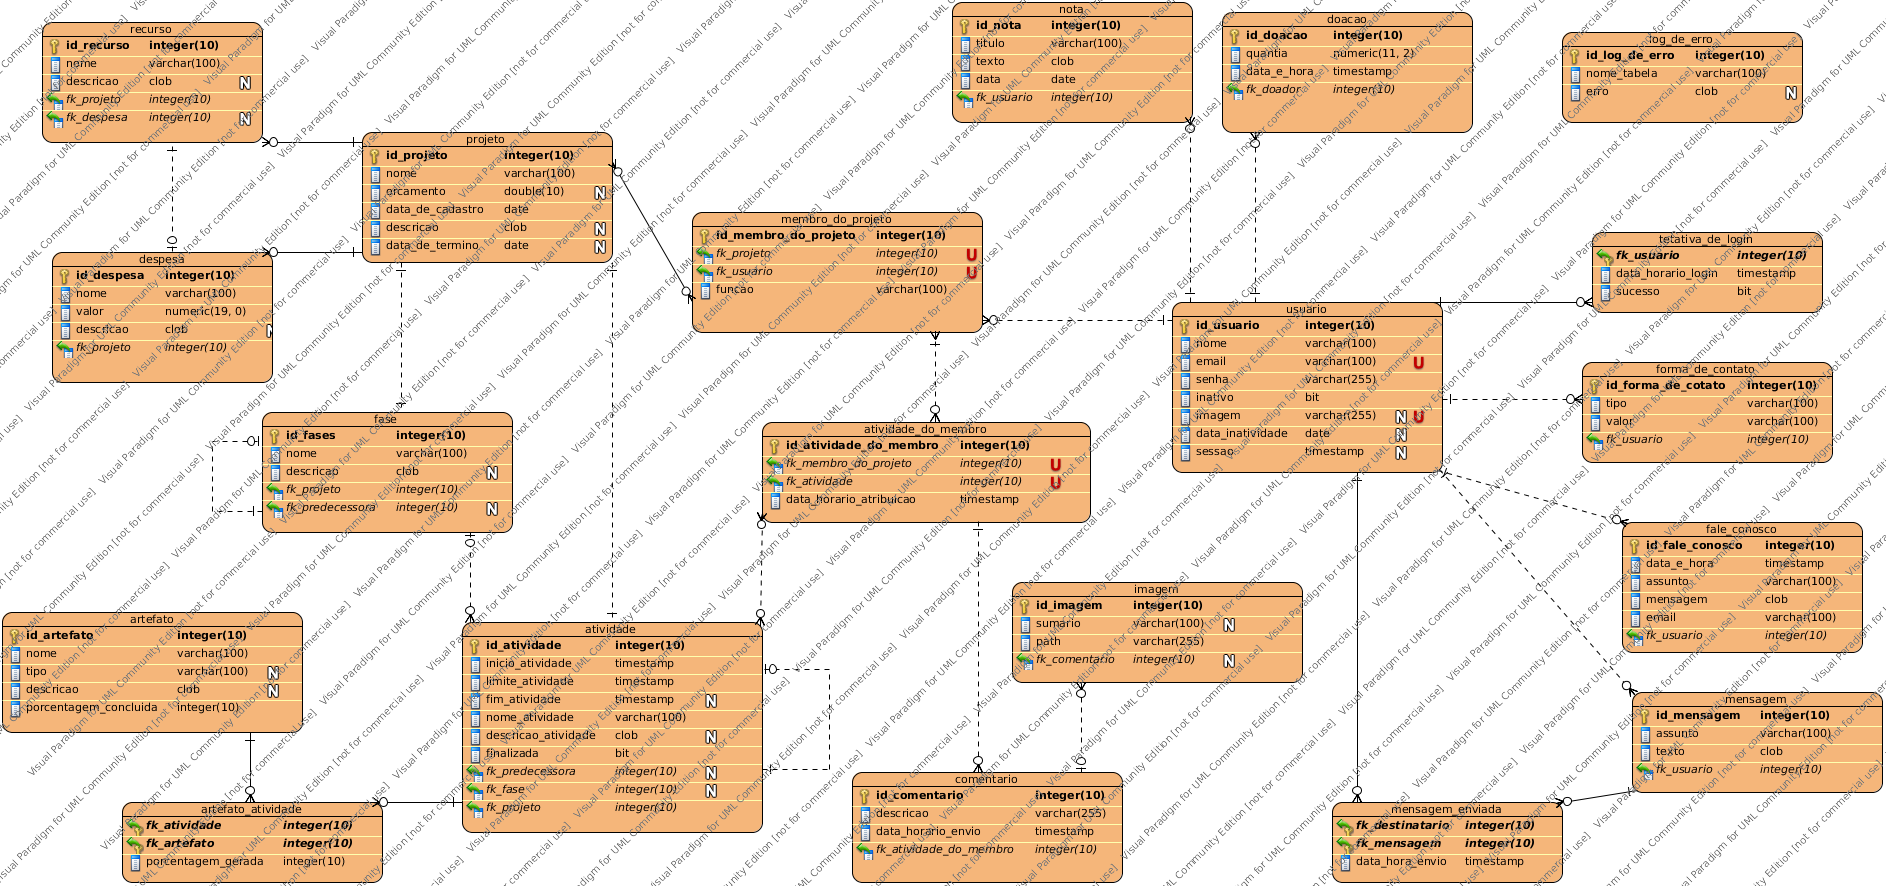 recurso
id_recurso integer(10)
nome varchar(100)
descricao clob N
fk_projeto integer(10)
fk_despesa integer(10) N
projeto
id_projeto integer(10)
nome varchar(100)
orcamento double(10) N
data_de_cadastro date
descricao clob N
data_de_termino date N
despesa
id_despesa integer(10)
nome varchar(100)
valor numeric(19, 0)
descricao clob N
fk_projeto integer(10)
nota
id_nota integer(10)
titulo varchar(100)
texto clob
data date
fk_usuario integer(10)
doacao
id_doacao integer(10)
quantia numeric(11, 2)
data_e_hora timestamp
fk_doador integer(10)
log_de_erro
id_log_de_erro integer(10)
nome_tabela varchar(100)
erro clob N
membro_do_projeto
id_membro_do_projeto integer(10)
fk_projeto integer(10) U
fk_usuario integer(10) U
funcao varchar(100)
tetativa_de_login
fk_usuario integer(10)
data_horario_login timestamp
sucesso bit
usuario
id_usuario integer(10)
nome varchar(100)
email varchar(100) U
senha varchar(255)
inativo bit
imagem varchar(255) N U
data_inatividade date N
sessao timestamp N
forma_de_contato
id_forma_de_cotato integer(10)
tipo varchar(100)
valor varchar(100)
fk_usuario integer(10)
fase
id_fases integer(10)
nome varchar(100)
descricao clob N
fk_projeto integer(10)
fk_predecessora integer(10) N
atividade_do_membro
id_atividade_do_membro integer(10)
fk_membro_do_projeto integer(10) U
fk_atividade integer(10) U
data_horario_atribuicao timestamp
fale_conosco
id_fale_conosco integer(10)
data_e_hora timestamp
assunto varchar(100)
mensagem clob
email varchar(100)
fk_usuario integer(10)
imagem
id_imagem integer(10)
sumario varchar(100) N
path varchar(255)
fk_comentario integer(10) N
artefato
id_artefato integer(10)
nome varchar(100)
tipo varchar(100) N
descricao clob N
porcentagem_concluida integer(10)
atividade
id_atividade integer(10)
inicio_atividade timestamp
limite_atividade timestamp
fim_atividade timestamp N
nome_atividade varchar(100)
descricao_atividade clob N
finalizada bit
fk_predecessora integer(10) N
fk_fase integer(10) N
fk_projeto integer(10)
mensagem
id_mensagem integer(10)
assunto varchar(100)
texto clob
fk_usuario integer(10)
comentario
id_comentario integer(10)
descricao varchar(255)
data_horario_envio timestamp
fk_atividade_do_membro integer(10)
artefato_atividade
fk_atividade integer(10)
fk_artefato integer(10)
porcentagem_gerada integer(10)
mensagem_enviada
fk_destinatario integer(10)
fk_mensagem integer(10)
data_hora_envio timestamp
Visual Paradigm for UML Community Edition [not for commercial use]